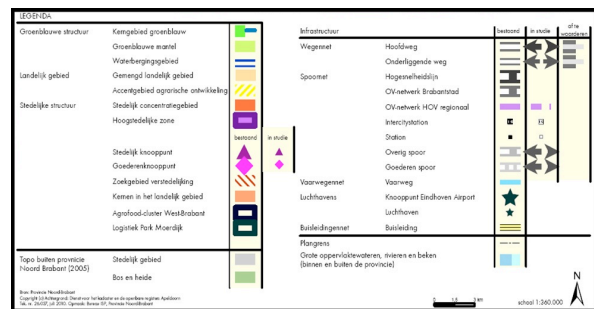 LEGENDA
Groenblauwe structuur Kerngebied groenblauw
Groenblauwe mantel
Waterbergingsgebied
Landelijk gebied Gemengd landelijk gebied
Accentgebied agrarische ontwikkeling
Stedelijke structuur Stedelijk concentratiegebied
Hoogstedelijke zone
bestaand in studie
Stedelijk knooppunt
Goederenknooppunt
Zoekgebied verstedelijking
Kernen in het landelijk gebied
Agrofood-cluster West-Brabant
Logistiek Park Moerdijk
Topo buiten provincie Stedelijk gebied
Noord Brabant (2005)
Bos en heide
Bron: Provincie Noord-Brabant
Infrastructuur bestaand in studie af te waarderen
Wegennet Hoofdweg
Onderliggende weg
Spoornet Hogesnelheidslijn
OV-netwerk Brabantstad
OV-netwerk HOV regionaal
Intercitystation
Station
Overig spoor
Goederen spoor
Vaarwegennet Vaarweg
Luchthavens Knooppunt Eindhoven Airport
Luchthaven
Buisleidingennet Buisleiding
Plangrens
Grote oppervlaktewateren, rivieren en beken
(binnen en buiten de provincie)
N
school 1:360.000